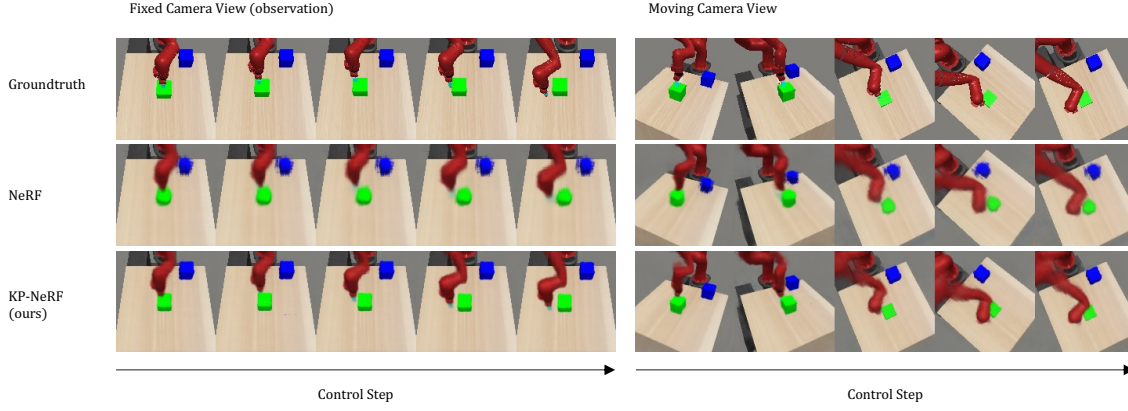 Fixed Camera View (observation)
Moving Camera View
Groundtruth
NeRF
KP-NeRF
(ours)
Control Step
Control Step